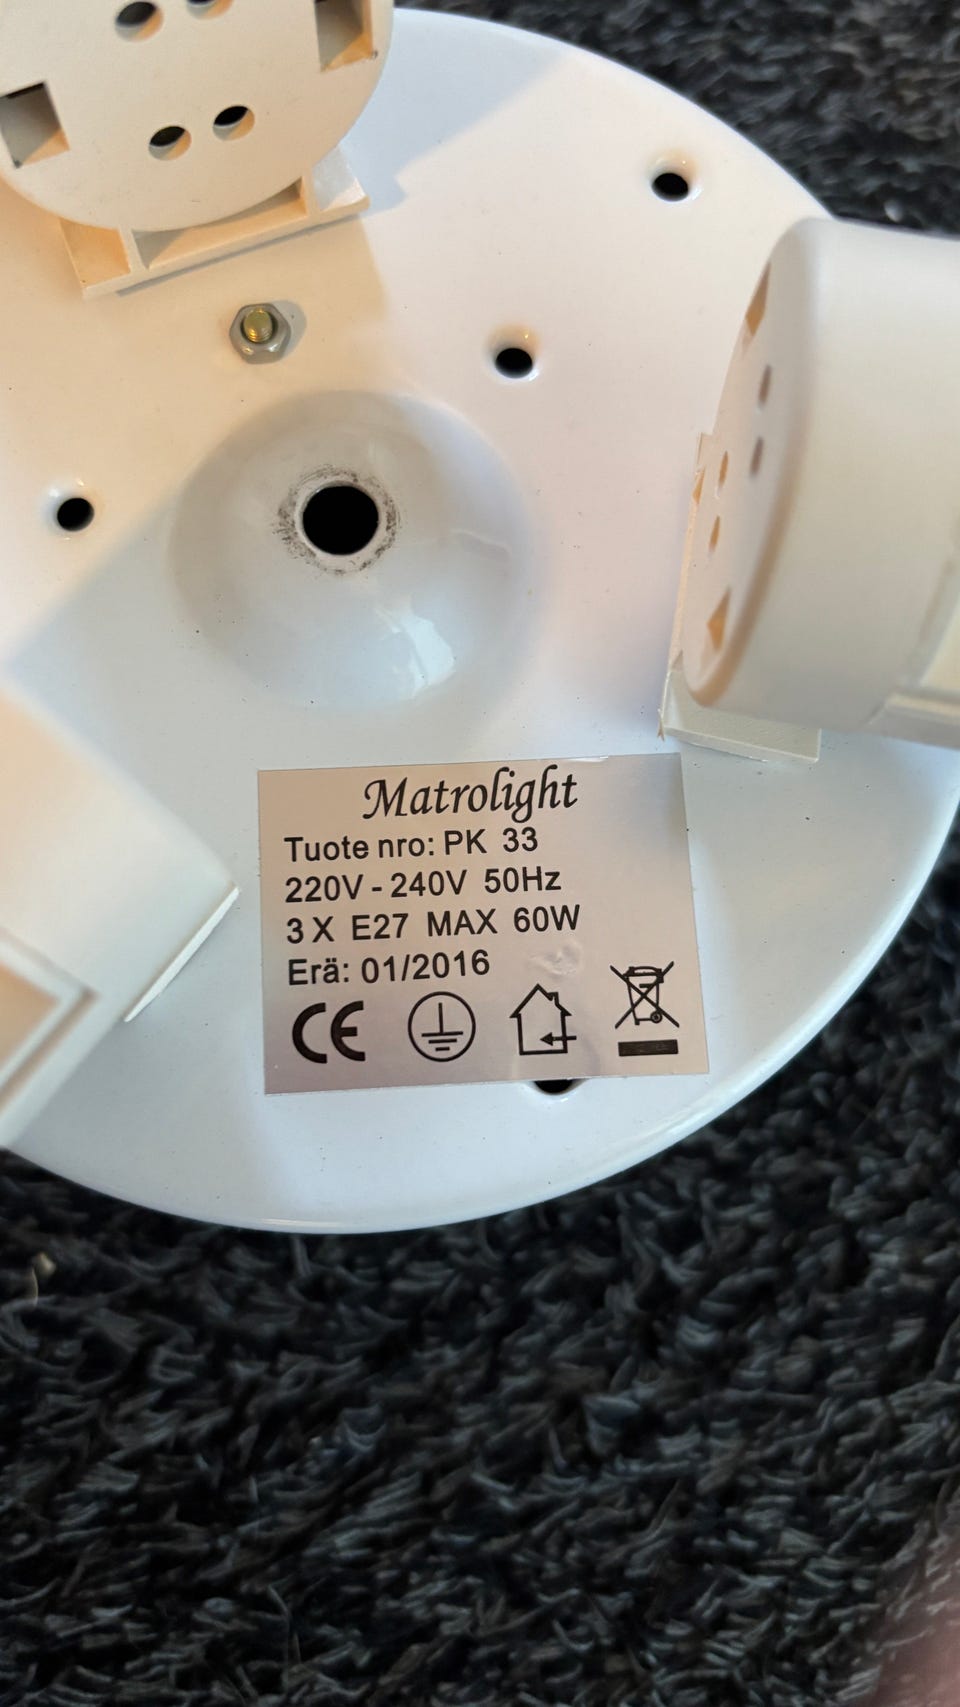 Matrolight
Tuote nro: PK 33
220V - 240V 50Hz
3 X E27 MAX 60W
Erä: 01/2016
CE